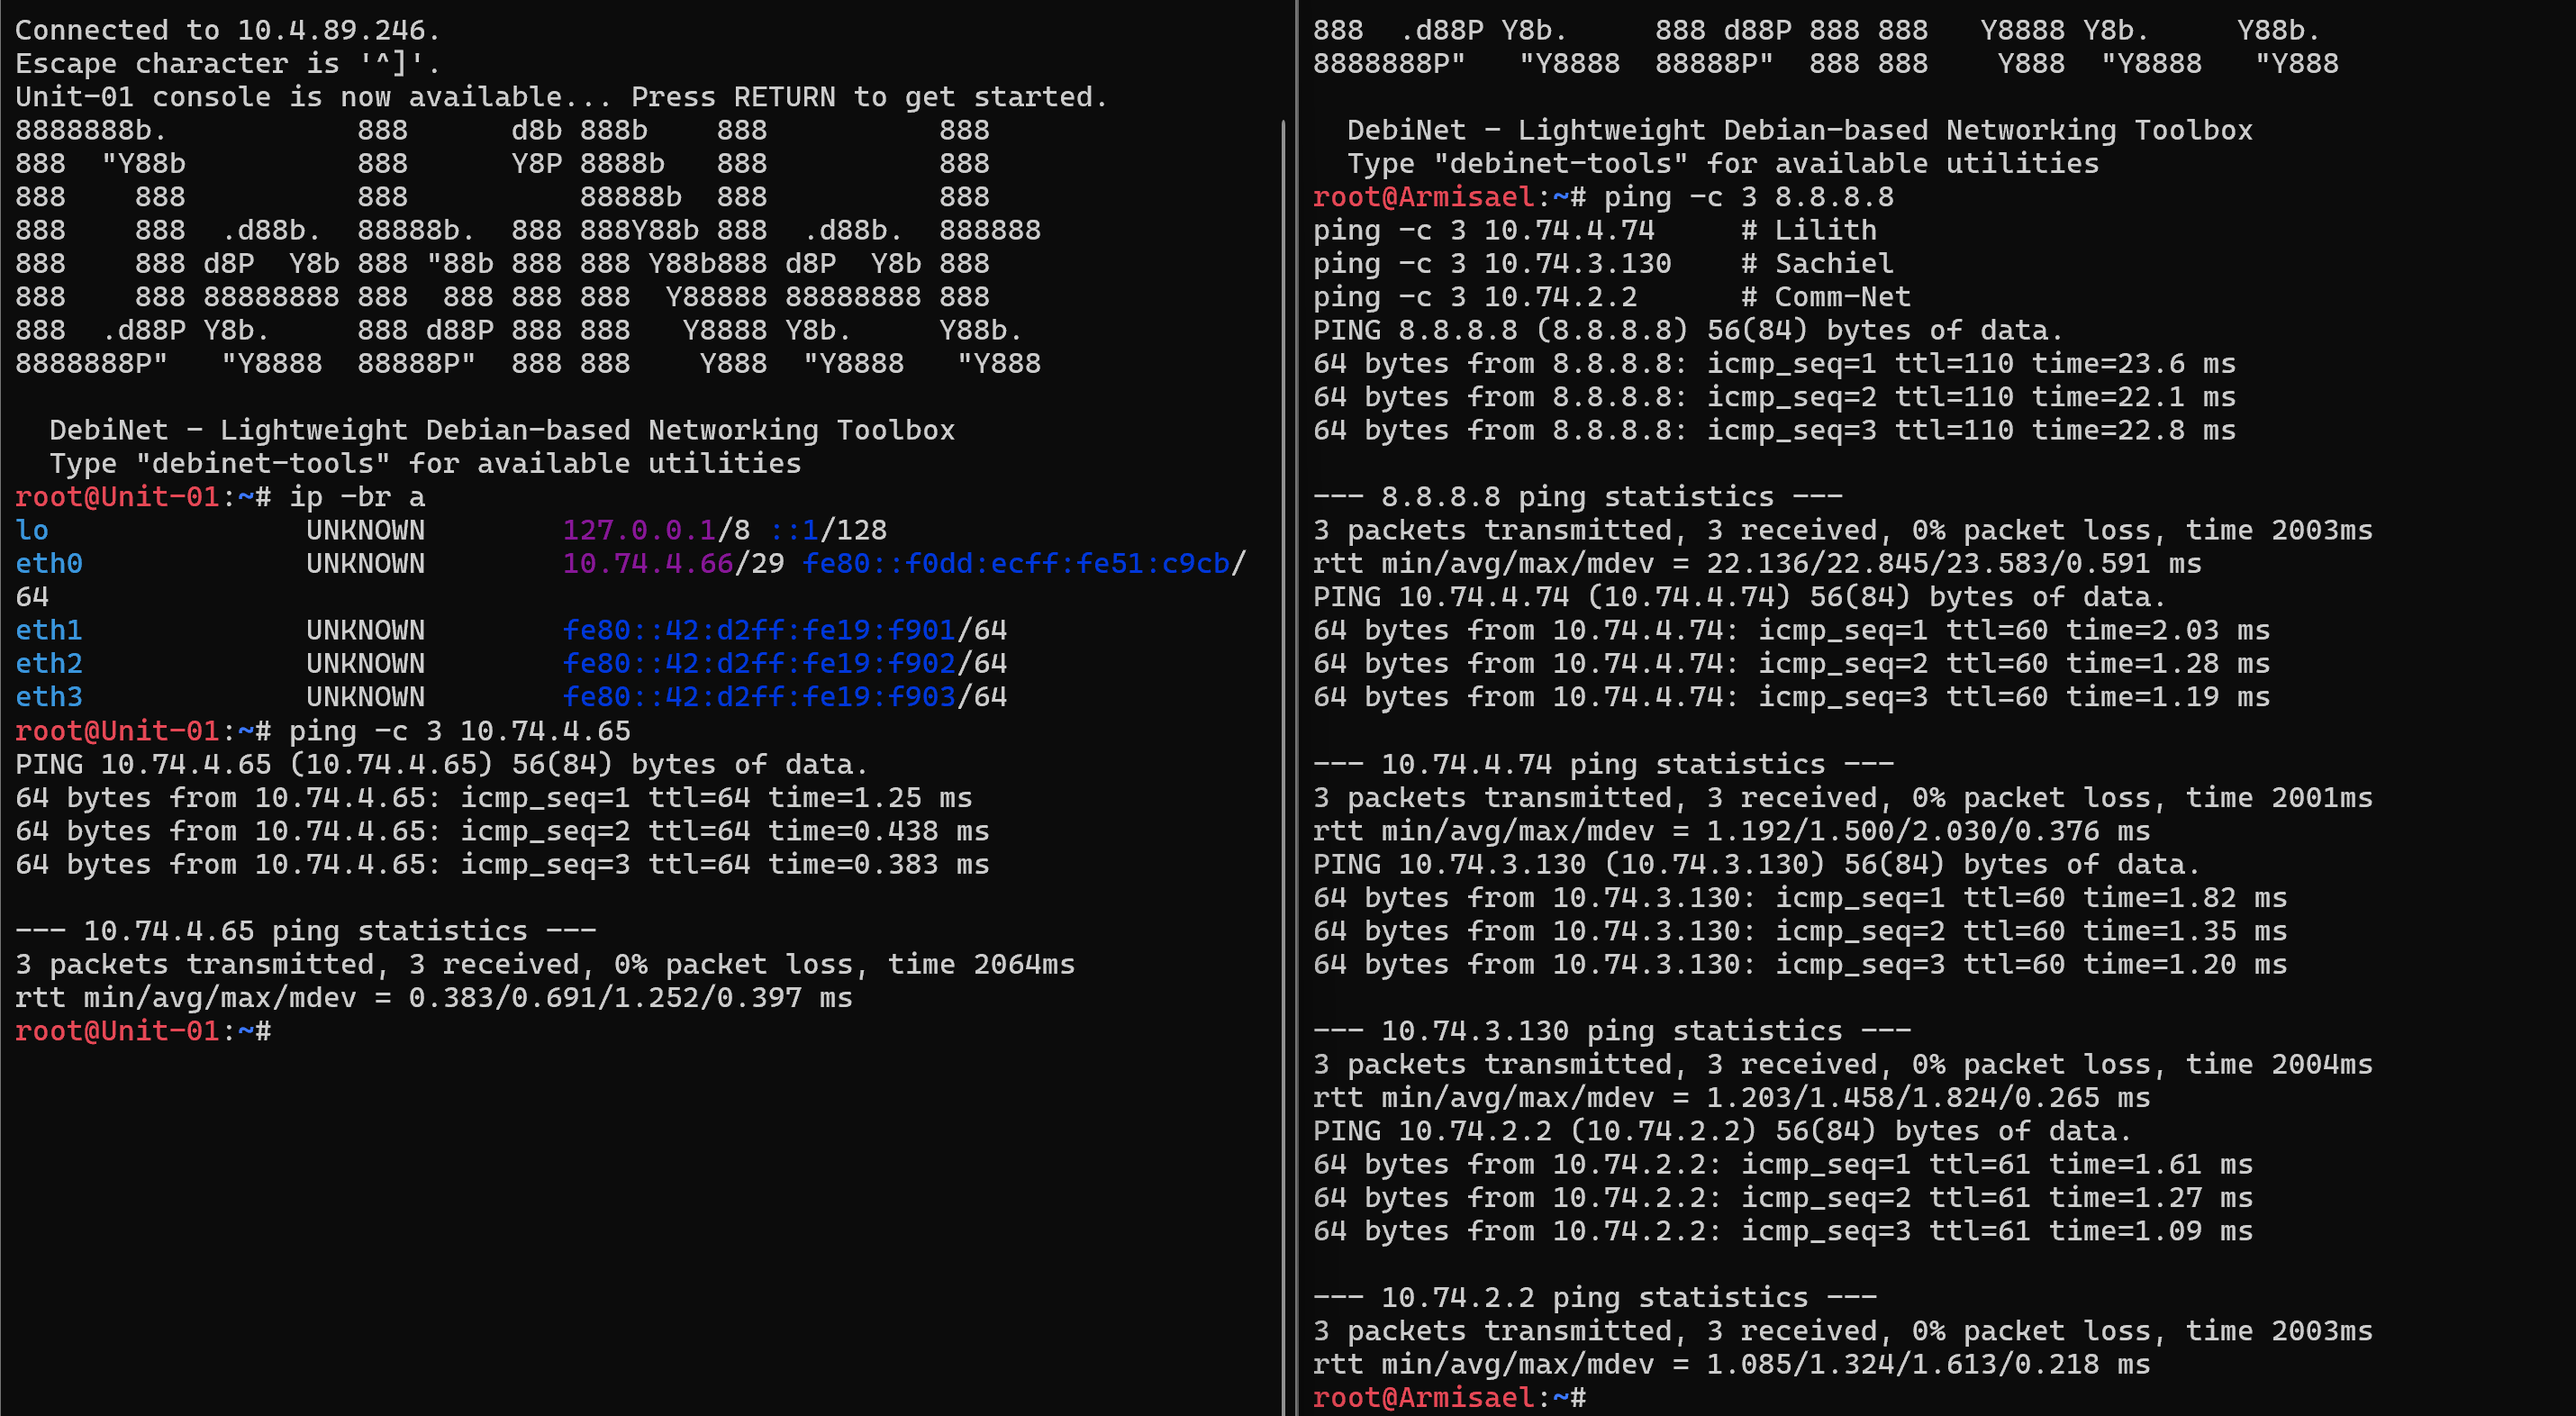 Connected to 10.4.89.246.
Escape character is '^]'.
Unit-01 console is now available... Press RETURN to get started.
8888888b.           888      d8b 888b    888          888
888  "Y88b          888      Y8P 8888b   888          888
888    888          888          88888b  888          888
888    888  .d88b.  88888b.  888 888Y88b 888  .d88b.  888888
888    888 d8P  Y8b 888 "88b 888 888 Y88b888 d8P  Y8b 888
888    888 88888888 888  888 888 888  Y88888 88888888 888
888  .d88P Y8b.     888 d88P 888 888   Y8888 Y8b.     Y88b.
8888888P"   "Y8888  88888P"  888 888    Y888  "Y8888   "Y888
  DebiNet - Lightweight Debian-based Networking Toolbox
  Type "debinet-tools" for available utilities
root@Unit-01:~# ip -br a
lo               UNKNOWN        127.0.0.1/8 ::1/128
eth0             UNKNOWN        10.74.4.66/29 fe80::f0dd:ecff:fe51:c9cb/
64
eth1             UNKNOWN        fe80::42:d2ff:fe19:f901/64
eth2             UNKNOWN        fe80::42:d2ff:fe19:f902/64
eth3             UNKNOWN        fe80::42:d2ff:fe19:f903/64
root@Unit-01:~# ping -c 3 10.74.4.65
PING 10.74.4.65 (10.74.4.65) 56(84) bytes of data.
64 bytes from 10.74.4.65: icmp_seq=1 ttl=64 time=1.25 ms
64 bytes from 10.74.4.65: icmp_seq=2 ttl=64 time=0.438 ms
64 bytes from 10.74.4.65: icmp_seq=3 ttl=64 time=0.383 ms
--- 10.74.4.65 ping statistics ---
3 packets transmitted, 3 received, 0% packet loss, time 2064ms
rtt min/avg/max/mdev = 0.383/0.691/1.252/0.397 ms
root@Unit-01:~#
888  .d88P Y8b.     888 d88P 888 888   Y8888 Y8b.     Y88b.
8888888P"   "Y8888  88888P"  888 888    Y888  "Y8888   "Y888
  DebiNet - Lightweight Debian-based Networking Toolbox
  Type "debinet-tools" for available utilities
root@Armisael:~# ping -c 3 8.8.8.8
ping -c 3 10.74.4.74     # Lilith
ping -c 3 10.74.3.130    # Sachiel
ping -c 3 10.74.2.2      # Comm-Net
PING 8.8.8.8 (8.8.8.8) 56(84) bytes of data.
64 bytes from 8.8.8.8: icmp_seq=1 ttl=110 time=23.6 ms
64 bytes from 8.8.8.8: icmp_seq=2 ttl=110 time=22.1 ms
64 bytes from 8.8.8.8: icmp_seq=3 ttl=110 time=22.8 ms
--- 8.8.8.8 ping statistics ---
3 packets transmitted, 3 received, 0% packet loss, time 2003ms
rtt min/avg/max/mdev = 22.136/22.845/23.583/0.591 ms
PING 10.74.4.74 (10.74.4.74) 56(84) bytes of data.
64 bytes from 10.74.4.74: icmp_seq=1 ttl=60 time=2.03 ms
64 bytes from 10.74.4.74: icmp_seq=2 ttl=60 time=1.28 ms
64 bytes from 10.74.4.74: icmp_seq=3 ttl=60 time=1.19 ms
--- 10.74.4.74 ping statistics ---
3 packets transmitted, 3 received, 0% packet loss, time 2001ms
rtt min/avg/max/mdev = 1.192/1.500/2.030/0.376 ms
PING 10.74.3.130 (10.74.3.130) 56(84) bytes of data.
64 bytes from 10.74.3.130: icmp_seq=1 ttl=60 time=1.82 ms
64 bytes from 10.74.3.130: icmp_seq=2 ttl=60 time=1.35 ms
64 bytes from 10.74.3.130: icmp_seq=3 ttl=60 time=1.20 ms
--- 10.74.3.130 ping statistics ---
3 packets transmitted, 3 received, 0% packet loss, time 2004ms
rtt min/avg/max/mdev = 1.203/1.458/1.824/0.265 ms
PING 10.74.2.2 (10.74.2.2) 56(84) bytes of data.
64 bytes from 10.74.2.2: icmp_seq=1 ttl=61 time=1.61 ms
64 bytes from 10.74.2.2: icmp_seq=2 ttl=61 time=1.27 ms
64 bytes from 10.74.2.2: icmp_seq=3 ttl=61 time=1.09 ms
--- 10.74.2.2 ping statistics ---
3 packets transmitted, 3 received, 0% packet loss, time 2003ms
rtt min/avg/max/mdev = 1.085/1.324/1.613/0.218 ms
root@Armisael:~#